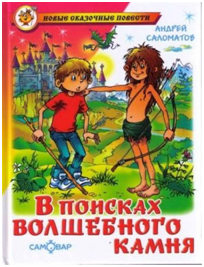 НОВЫЕ СКАЗОЧНЫЕ ПОВЕСТИ
АНДРЕЙ
САЛОМАТОВ
В ПОИСКАХ
ВОЛШЕБНОГО
КАМНЯ
САМОВАР